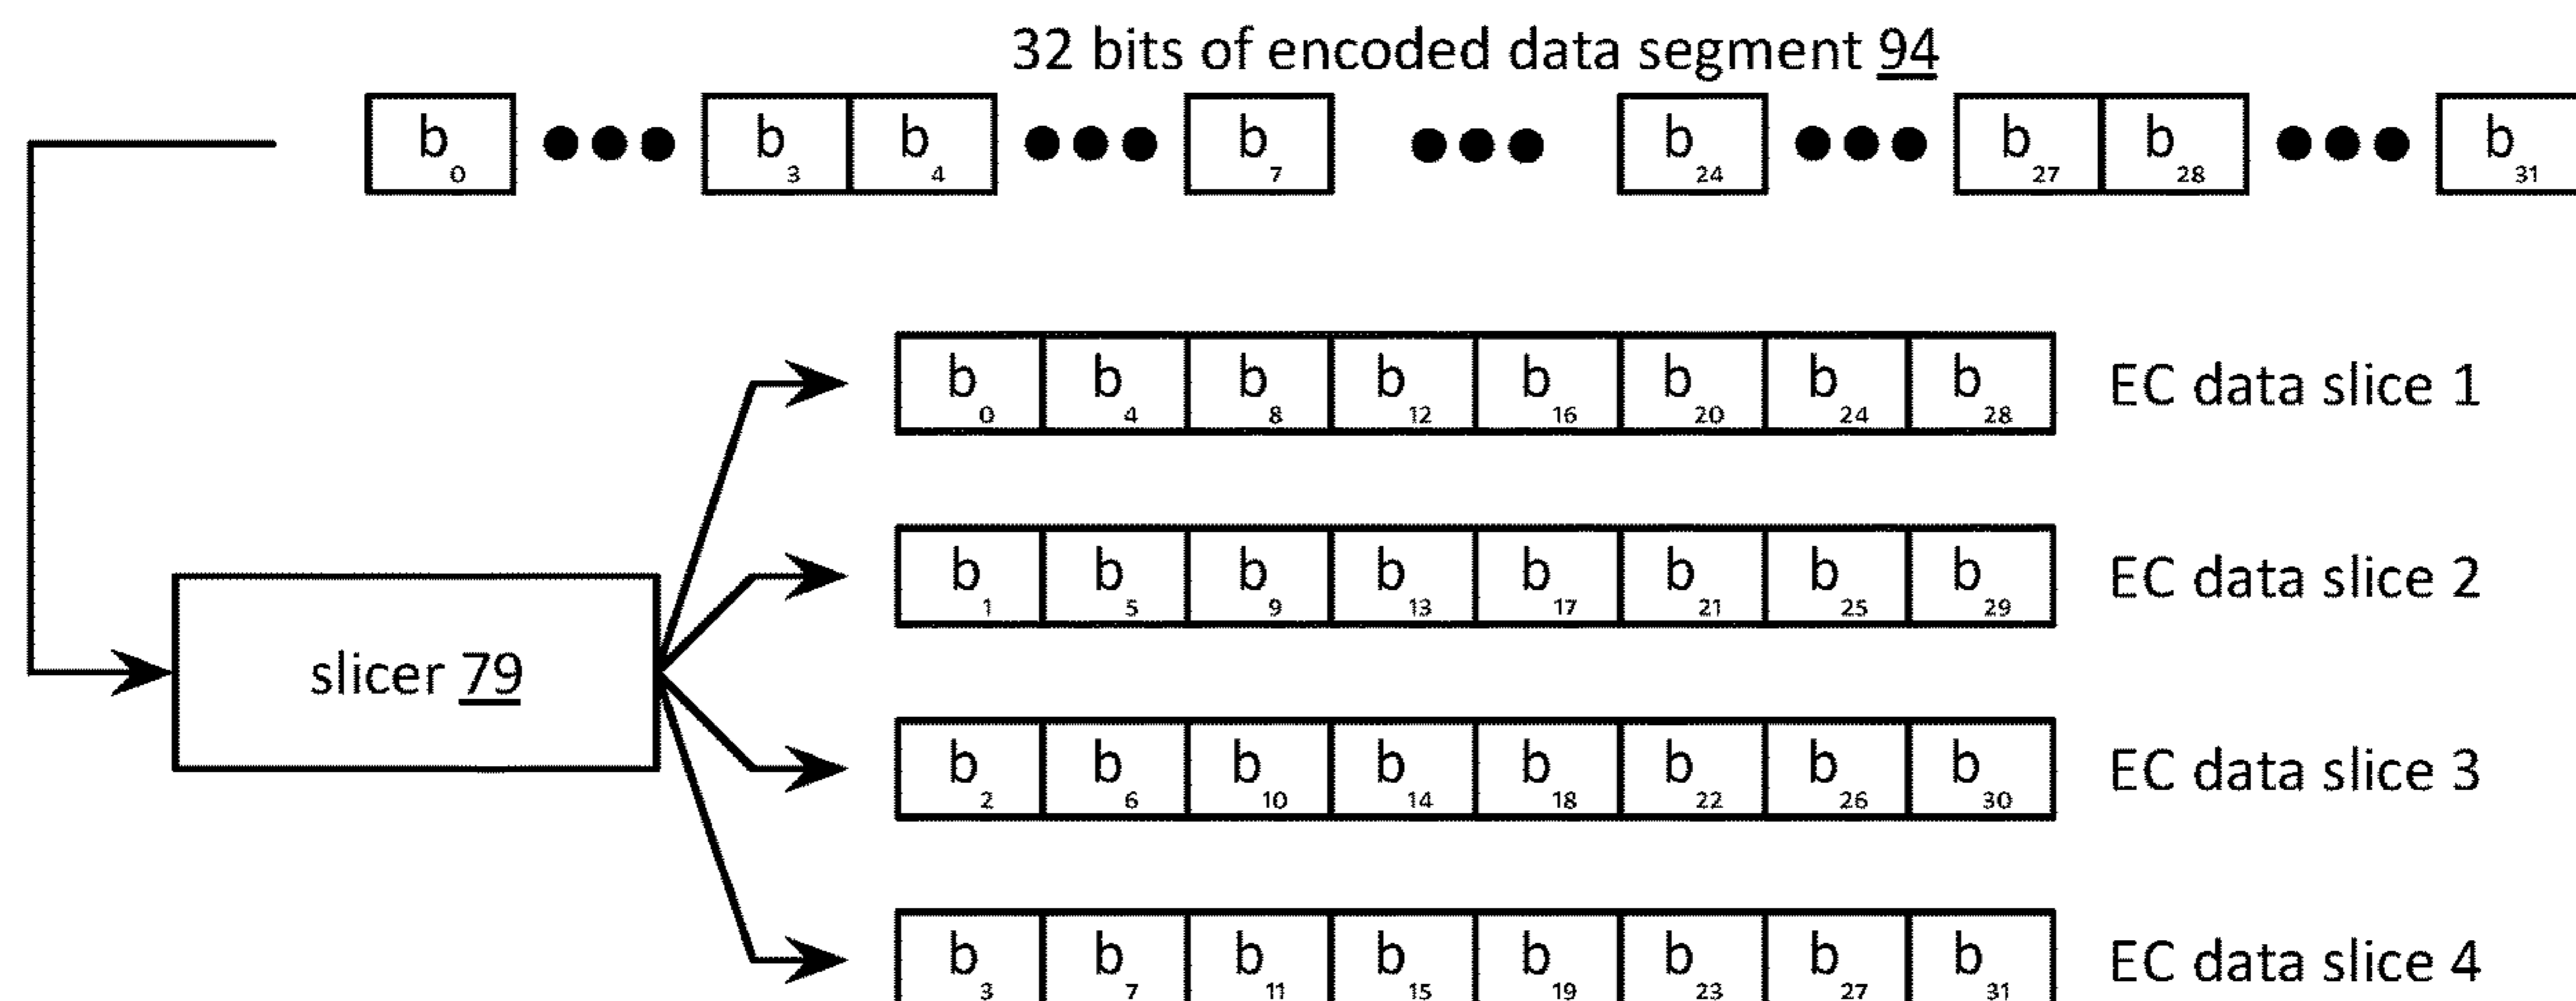 32 bits of encoded data segment 94
b0 ●●● b3 b4 ●●● b7 ●●● b24 ●●● b27 b28 ●●● b31
b0 b4 b8 b12 b16 b20 b24 b28 EC data slice 1
b1 b5 b9 b13 b17 b21 b25 b29 EC data slice 2
slicer 79
b2 b6 b10 b14 b18 b22 b26 b30 EC data slice 3
b3 b7 b11 b15 b19 b23 b27 b31 EC data slice 4